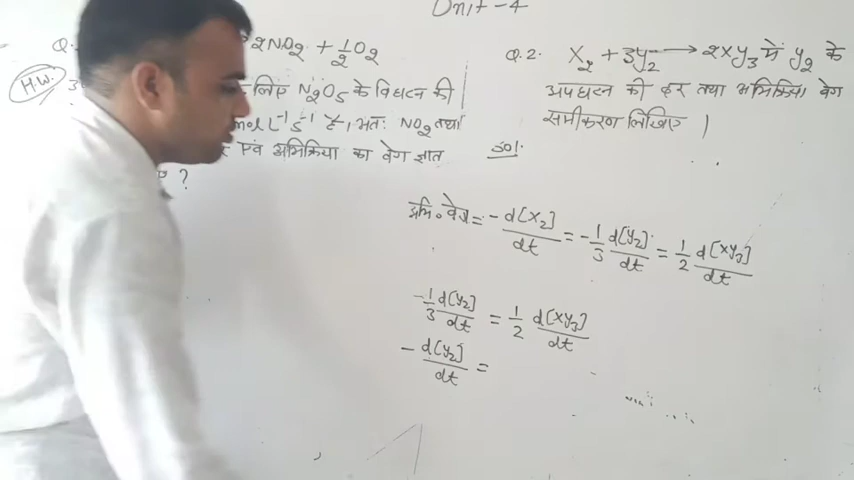 Unit-4
Q.
2NO₂ + 1/2 O₂
H.W.
लिए N₂O₅ के विघटन की
mol L⁻¹ s⁻¹ है, अतः NO₂ तथा
एवं अभिक्रिया का वेग ज्ञात
?
Q.2. X₂ + 3y₂ ⟶ 2xy₃ में y₂ के
अपघटन की दर तथा अभिक्रिया वेग
समीकरण लिखिए ।
Sol.
अभि॰ वेग = - d[X₂]/dt = - 1/3 d[y₂]/dt = 1/2 d[xy₃]/dt
- 1/3 d[y₂]/dt = 1/2 d[xy₃]/dt
- d[y₂]/dt =